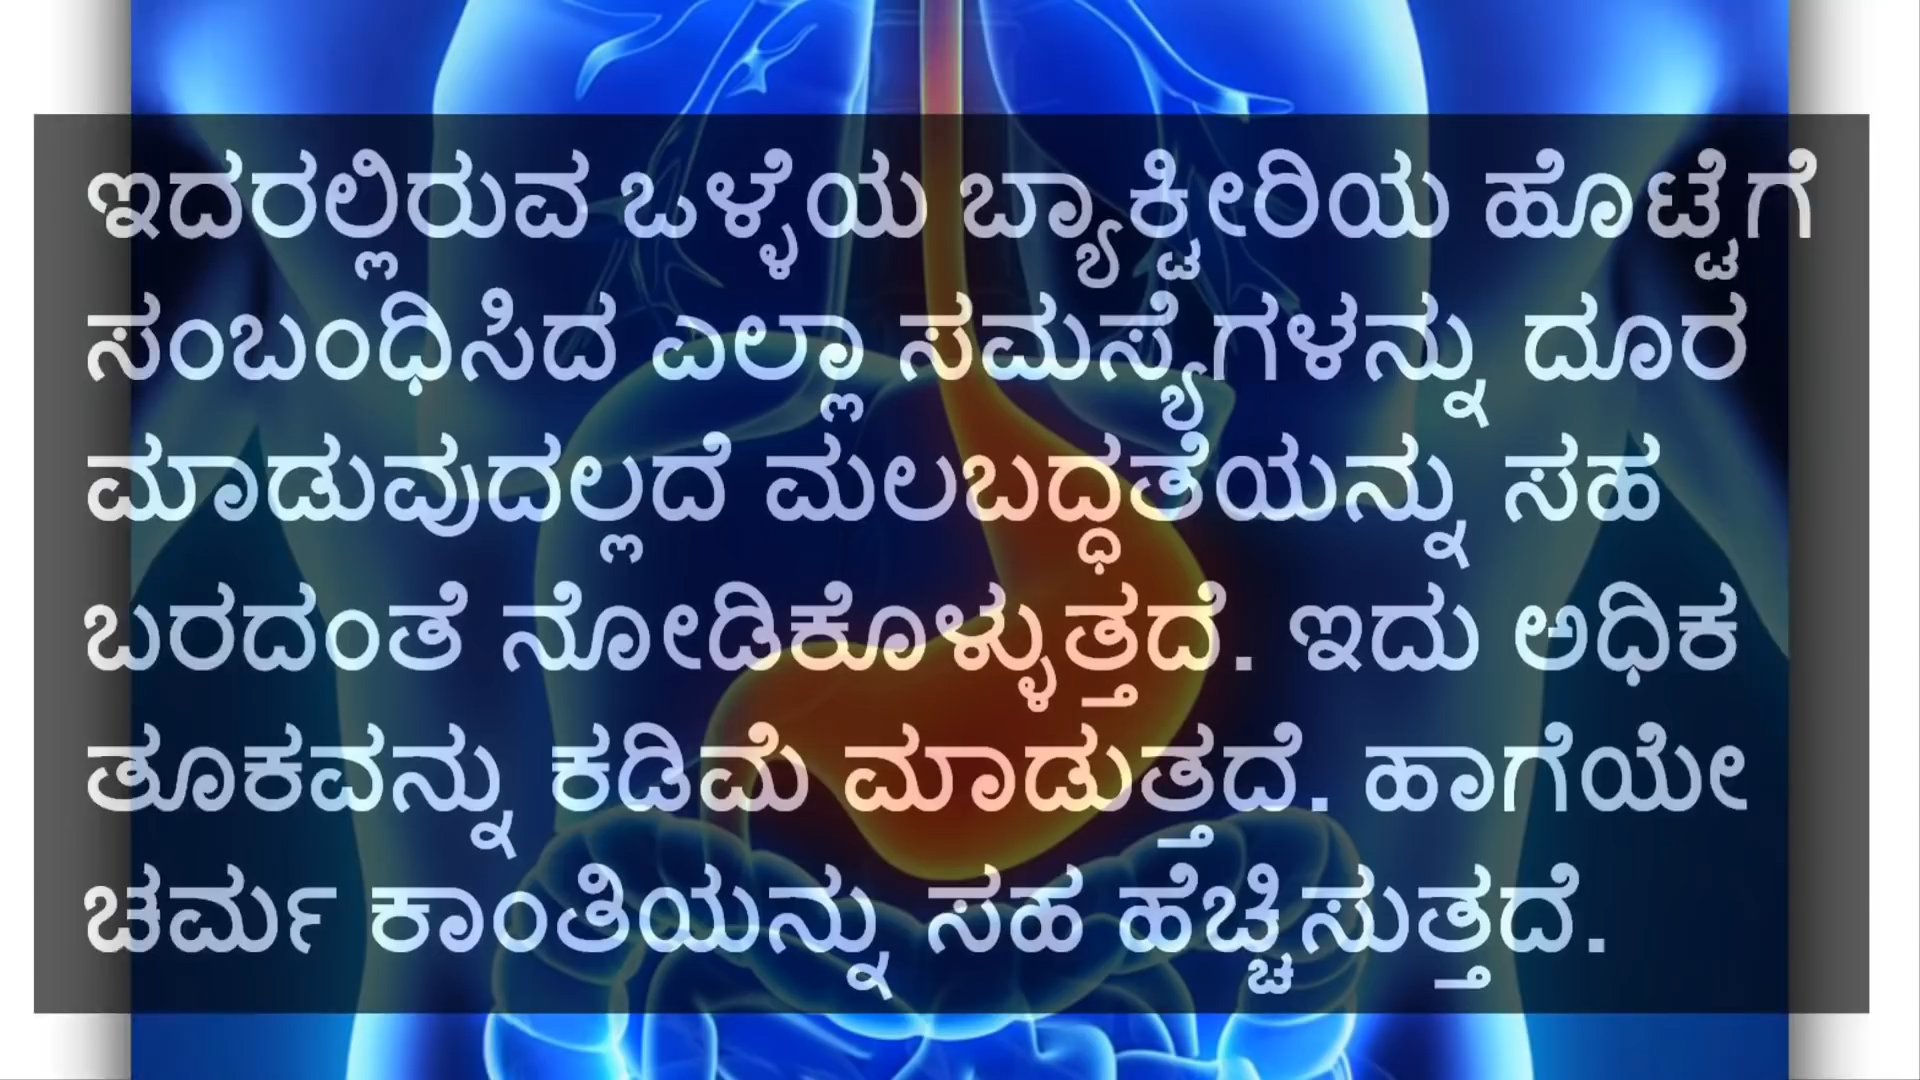 ಇದರಲ್ಲಿರುವ ಒಳ್ಳೆಯ ಬ್ಯಾಕ್ಟೀರಿಯ ಹೊಟ್ಟೆಗೆ
ಸಂಬಂಧಿಸಿದ ಎಲ್ಲಾ ಸಮಸ್ಯೆಗಳನ್ನು ದೂರ
ಮಾಡುವುದಲ್ಲದೆ ಮಲಬದ್ಧತೆಯನ್ನು ಸಹ
ಬರದಂತೆ ನೋಡಿಕೊಳ್ಳುತ್ತದೆ. ಇದು ಅಧಿಕ
ತೂಕವನ್ನು ಕಡಿಮೆ ಮಾಡುತ್ತದೆ. ಹಾಗೆಯೇ
ಚರ್ಮ ಕಾಂತಿಯನ್ನು ಸಹ ಹೆಚ್ಚಿಸುತ್ತದೆ.